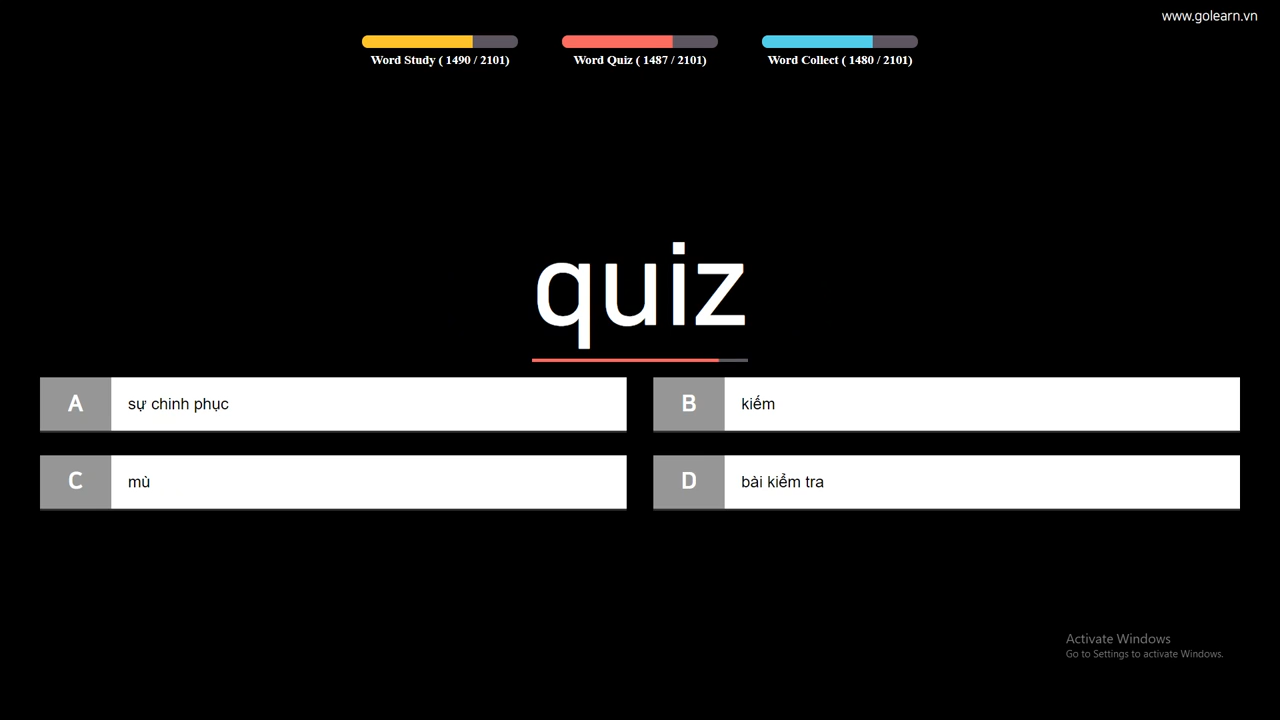 www.golearn.vn
Word Study ( 1490 / 2101)
Word Quiz ( 1487 / 2101)
Word Collect ( 1480 / 2101)
quiz
A sự chinh phục
B kiếm
C mù
D bài kiểm tra
Activate Windows
Go to Settings to activate Windows.